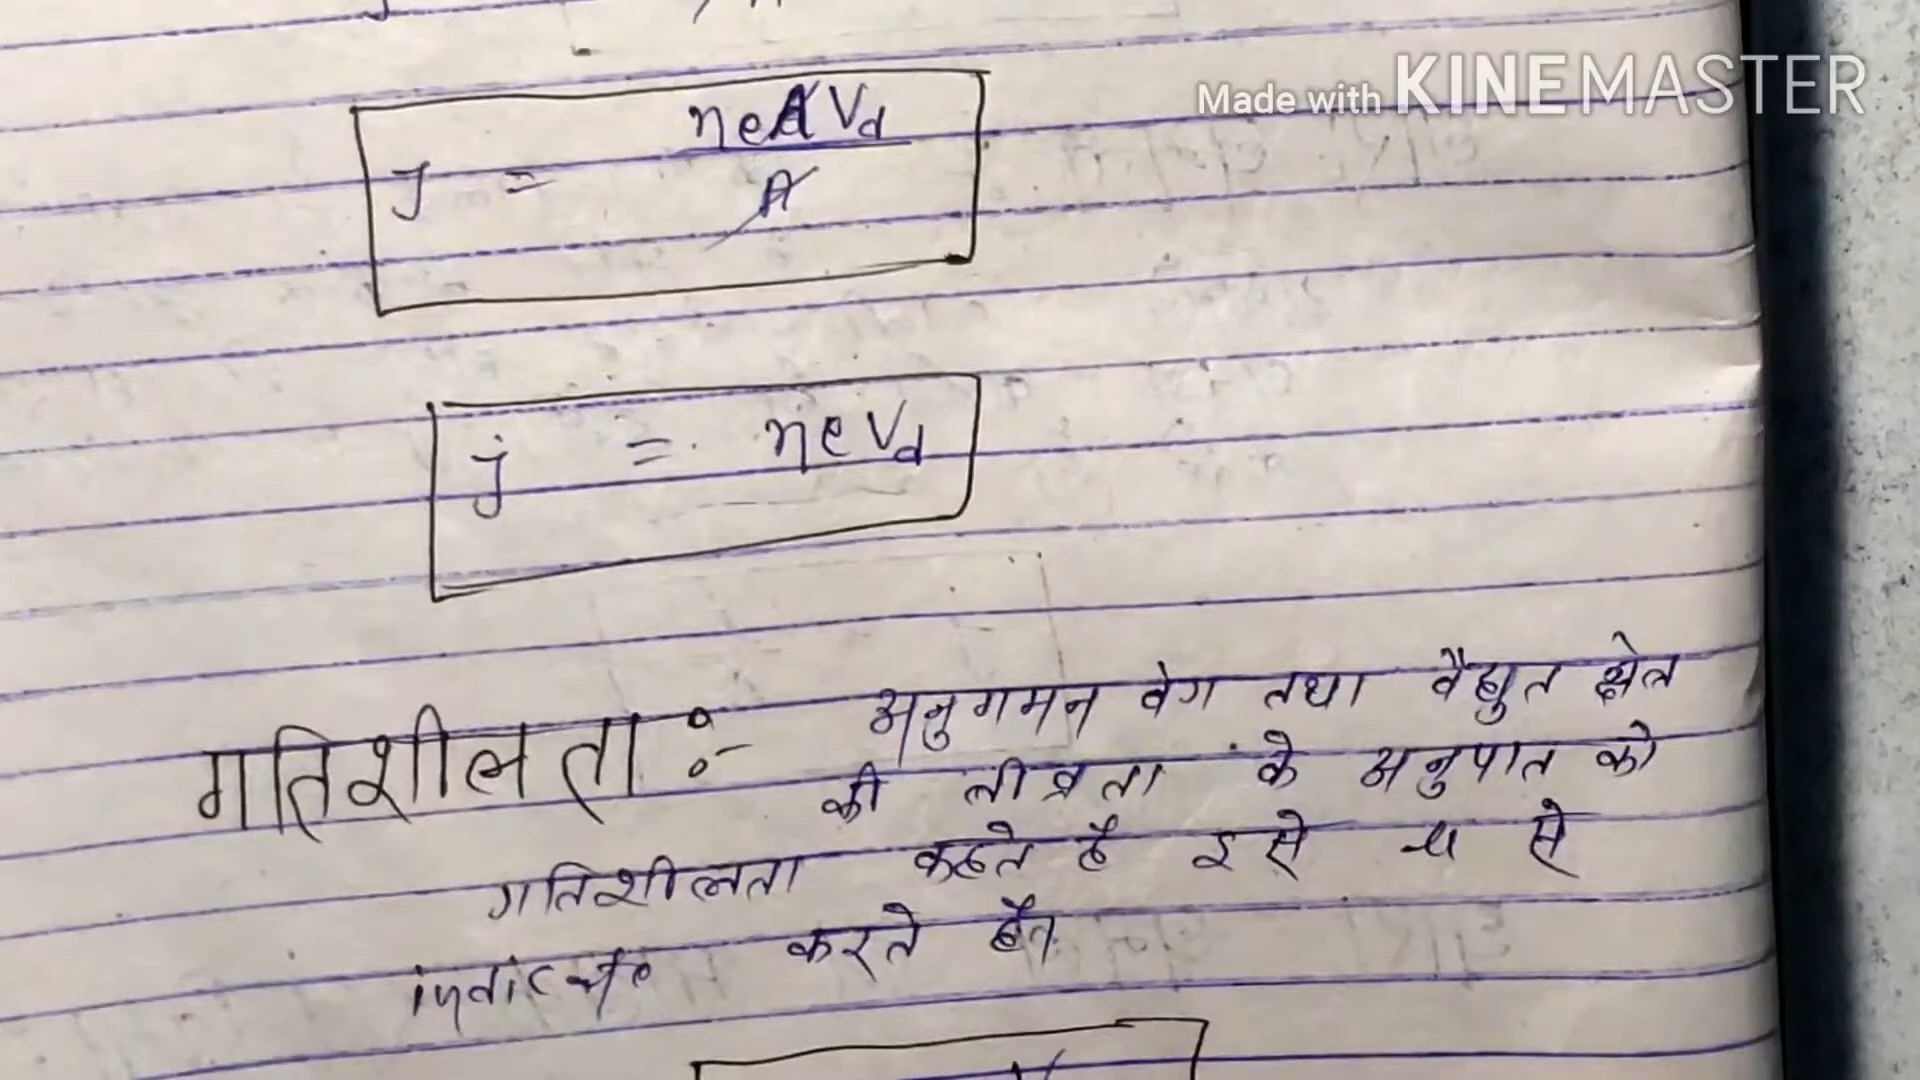 Made with KINEMASTER
J = neAVd
A
j = neVd
गतिशीलता :- अनुगमन वेग तथा वैद्युत क्षेत्र
की तीव्रता के अनुपात को
गतिशीलता कहते है इसे μ से
indicate करते हैं।